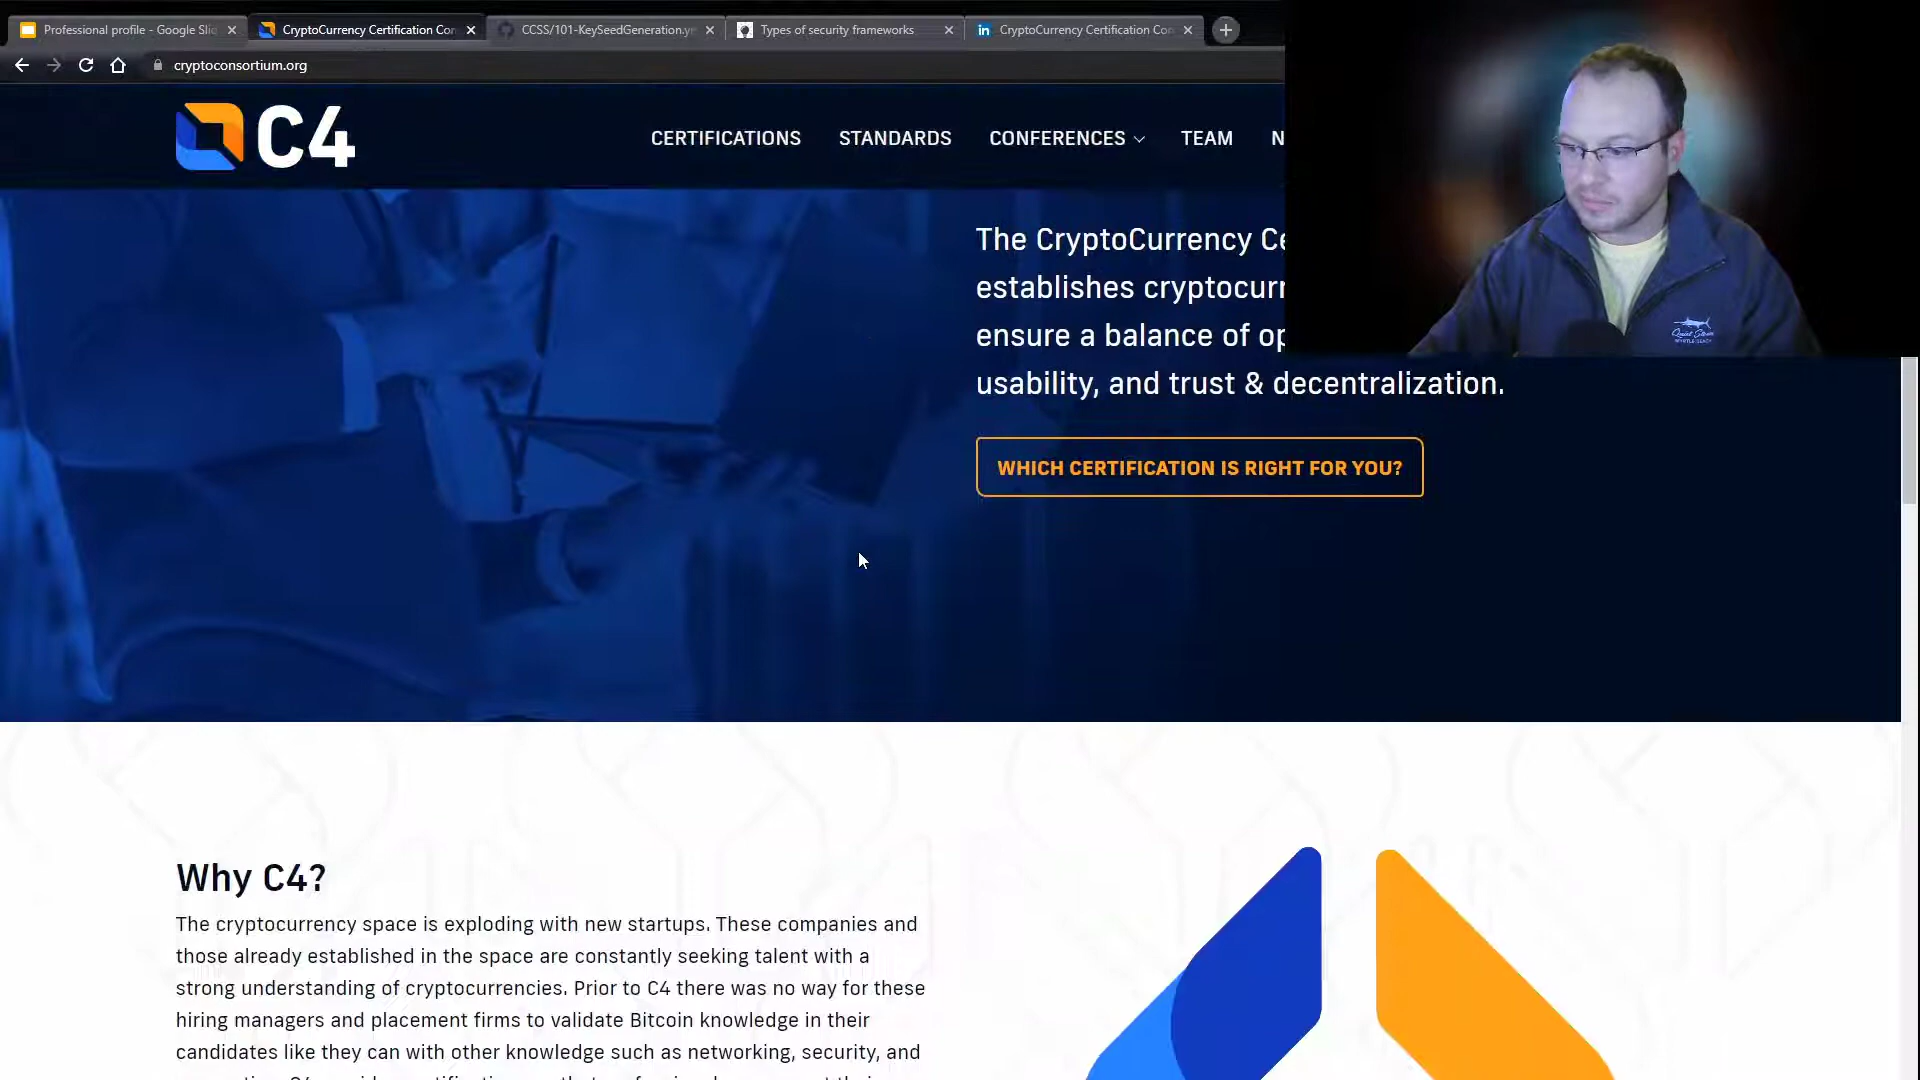 Professional profile - Google Slid
CryptoCurrency Certification Con
CCSS/101-KeySeedGeneration.ym
Types of security frameworks
in
CryptoCurrency Certification Con
cryptoconsortium.org
C4
CERTIFICATIONS
STANDARDS
CONFERENCES
TEAM
N
The CryptoCurrency Ce
establishes cryptocurr
ensure a balance of op
usability, and trust & decentralization.
WHICH CERTIFICATION IS RIGHT FOR YOU?
Why C4?
The cryptocurrency space is exploding with new startups. These companies and
those already established in the space are constantly seeking talent with a
strong understanding of cryptocurrencies. Prior to C4 there was no way for these
hiring managers and placement firms to validate Bitcoin knowledge in their
candidates like they can with other knowledge such as networking, security, and